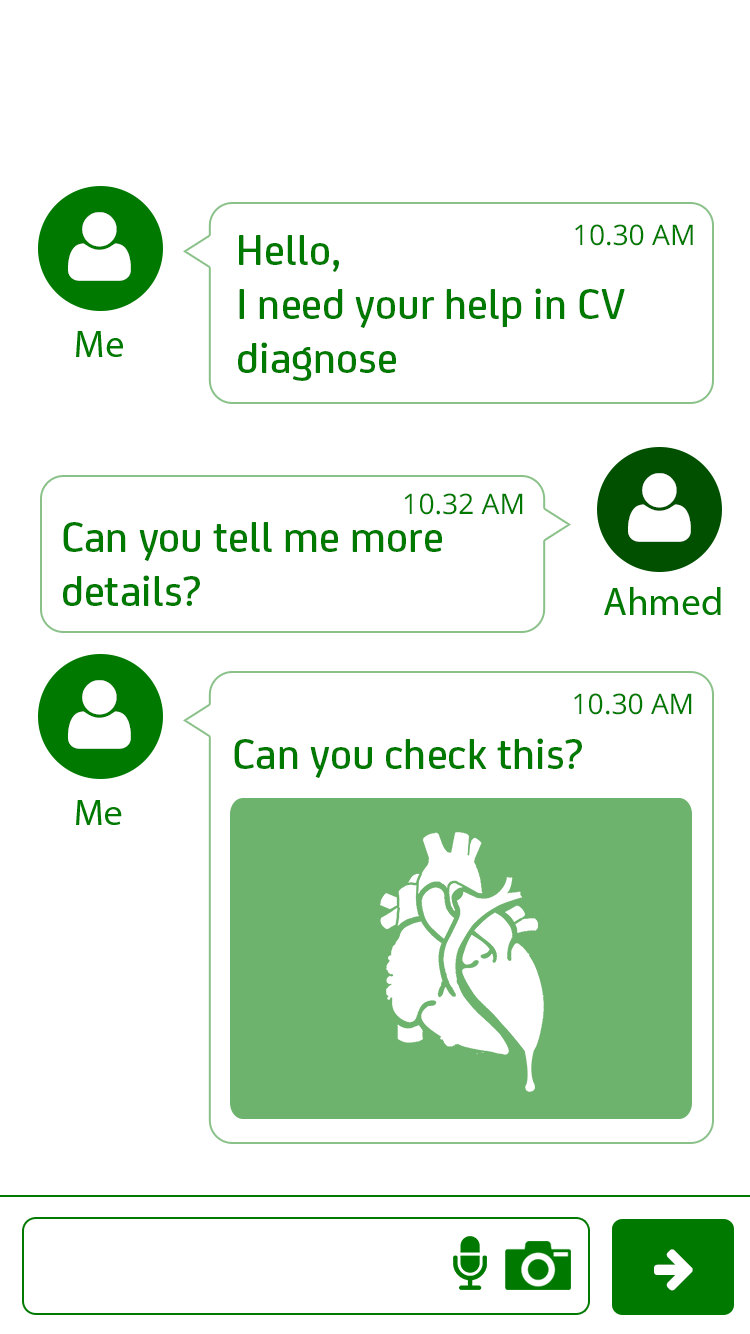 10.30 AM
Hello,
I need your help in CV
diagnose
Me
10.32 AM
Can you tell me more
details?
Ahmed
10.30 AM
Can you check this?
Me